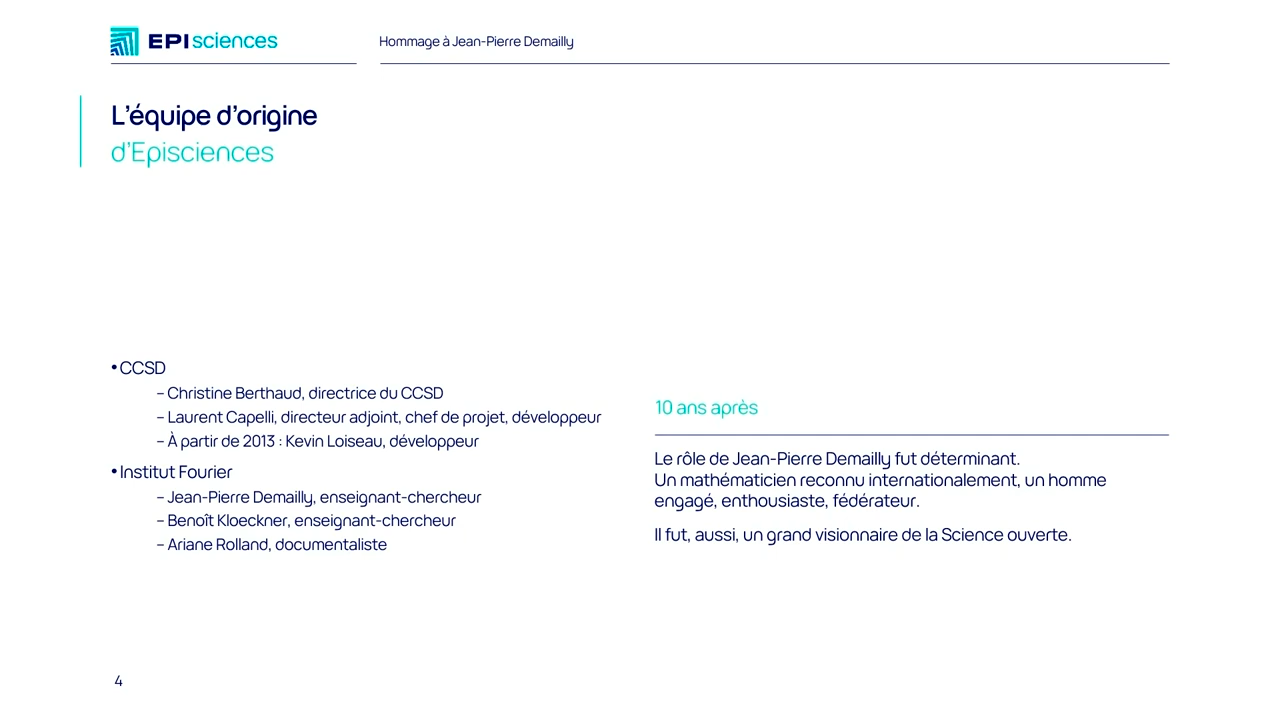 EPIsciences
Hommage à Jean-Pierre Demailly
L’équipe d’origine
d’Episciences
• CCSD
– Christine Berthaud, directrice du CCSD
– Laurent Capelli, directeur adjoint, chef de projet, développeur
– À partir de 2013 : Kevin Loiseau, développeur
• Institut Fourier
– Jean-Pierre Demailly, enseignant-chercheur
– Benoît Kloeckner, enseignant-chercheur
– Ariane Rolland, documentaliste
10 ans après
Le rôle de Jean-Pierre Demailly fut déterminant.
Un mathématicien reconnu internationalement, un homme
engagé, enthousiaste, fédérateur.
Il fut, aussi, un grand visionnaire de la Science ouverte.
4